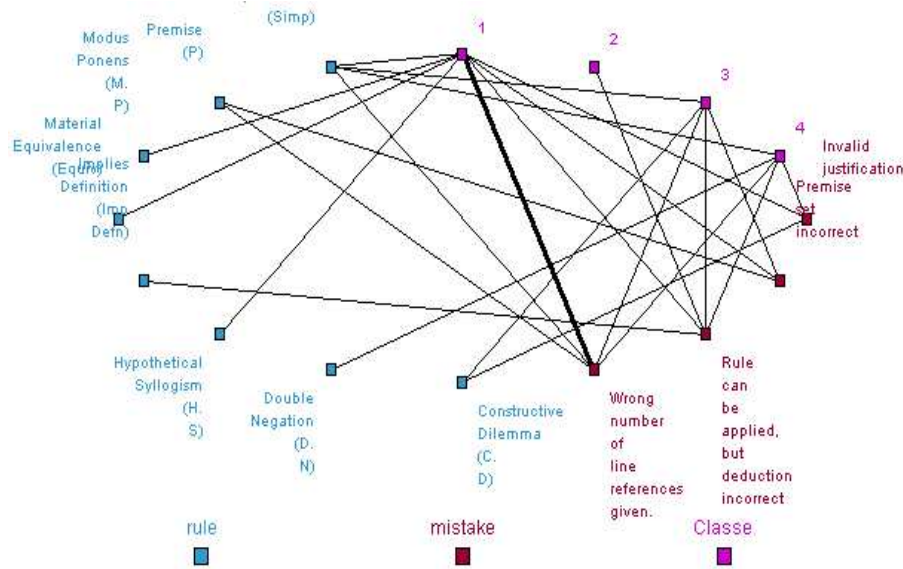 (Simp)
Premise
(P)
Modus
Ponens
(M.
P)
Material
Equivalence
Implies
Definition
(Imp
Defn)
Hypothetical
Syllogism
(H.
S)
Double
Negation
(D.
N)
Constructive
Dilemma
(C.
D)
1
2
3
4
Invalid
justification
Premise
set
incorrect
Rule
can
be
applied,
but
deduction
incorrect
Wrong
number
of
line
references
given.
rule
mistake
Classe